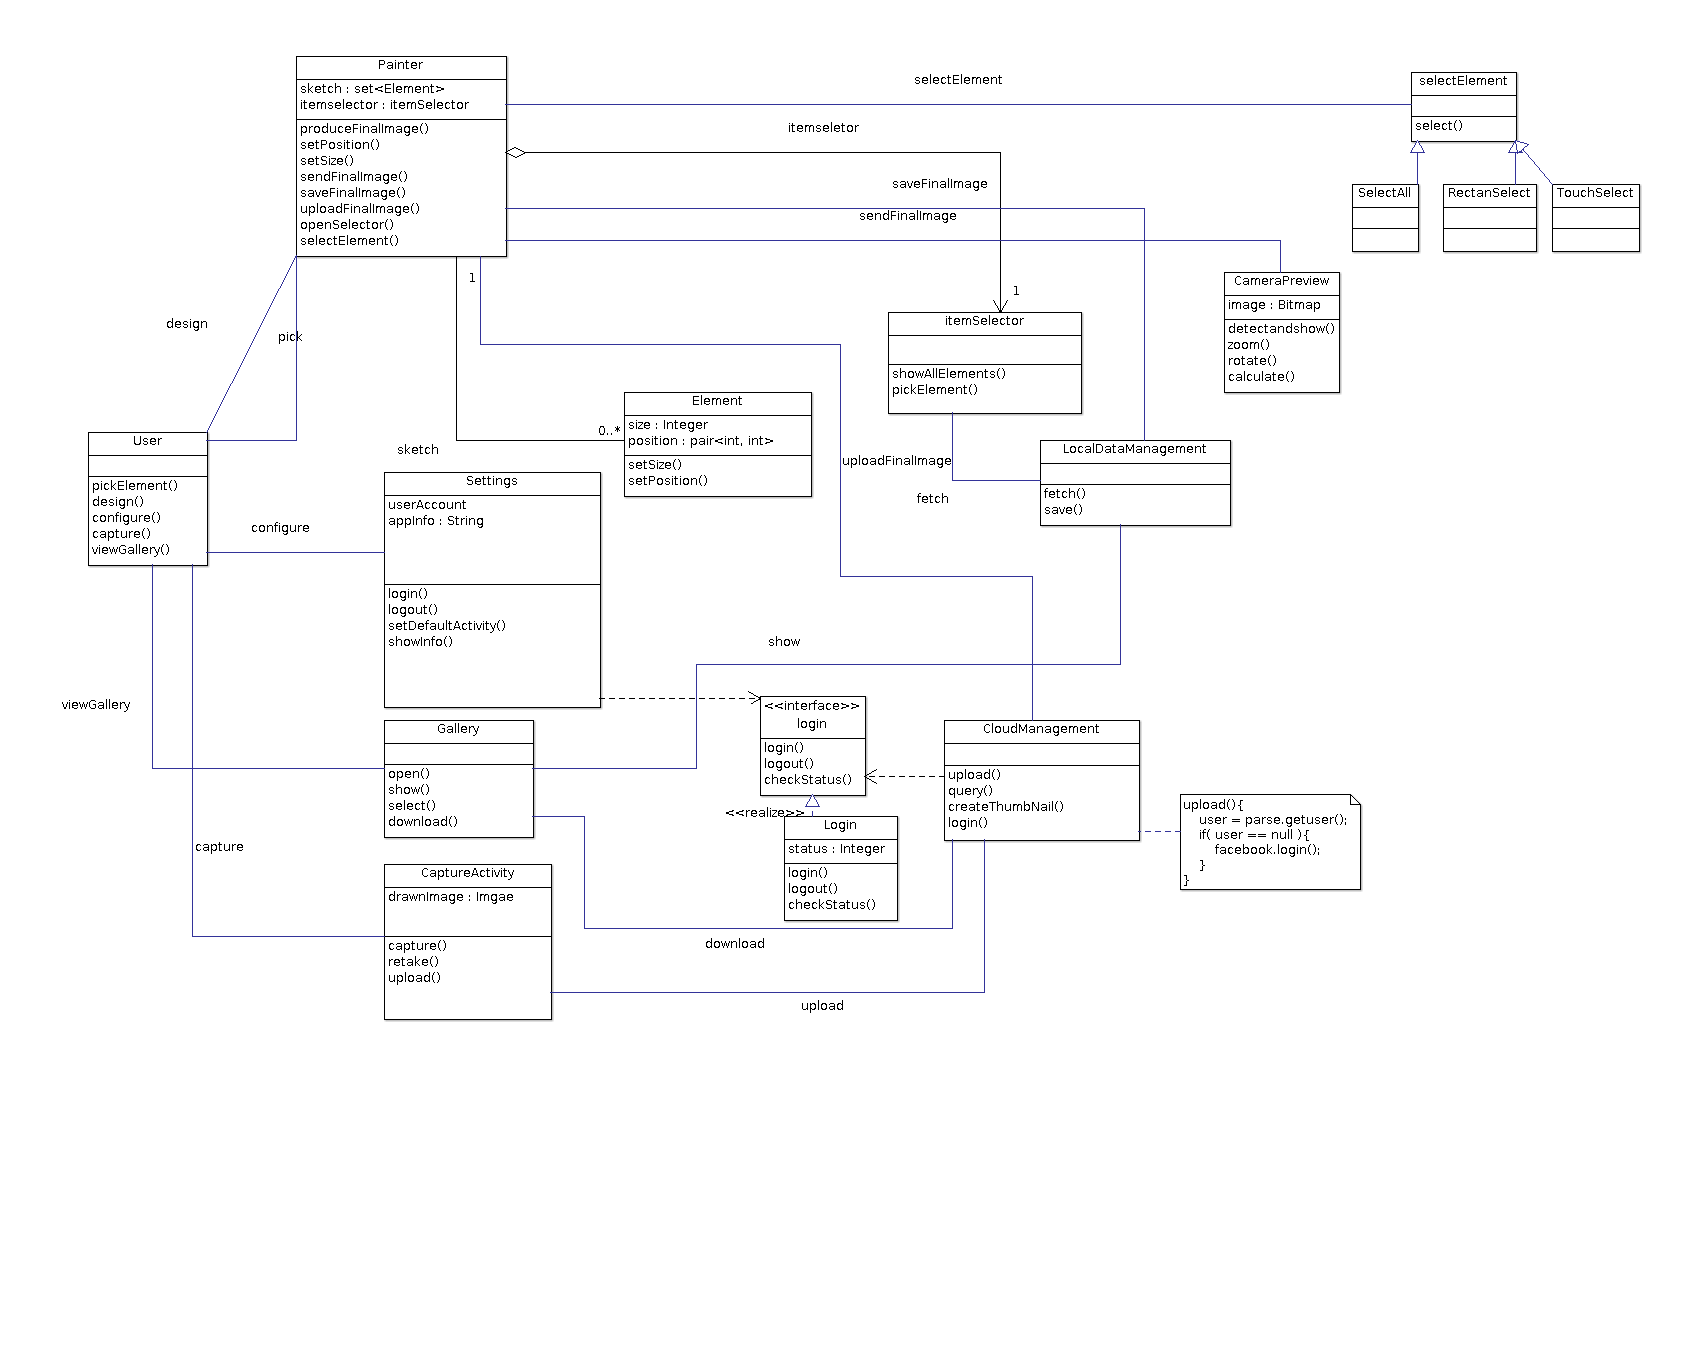 Painter
sketch : set<Element>
itemselector : itemSelector
produceFinalImage()
setPosition()
setSize()
sendFinalImage()
saveFinalImage()
uploadFinalImage()
openSelector()
selectElement()
selectElement
itemseletor
saveFinalImage
sendFinalImage
selectElement
select()
SelectAll
RectanSelect
TouchSelect
CameraPreview
image : Bitmap
detectandshow()
zoom()
rotate()
calculate()
1
1
design
pick
itemSelector
showAllElements()
pickElement()
Element
size : Integer
position : pair<int, int>
setSize()
setPosition()
0..*
sketch
User
pickElement()
design()
configure()
capture()
viewGallery()
configure
Settings
userAccount
appInfo : String
login()
logout()
setDefaultActivity()
showInfo()
uploadFinalImage
fetch
LocalDataManagement
fetch()
save()
show
viewGallery
Gallery
open()
show()
select()
download()
<<interface>>
login
login()
logout()
checkStatus()
<<realize>>
Login
status : Integer
login()
logout()
checkStatus()
CloudManagement
upload()
query()
createThumbNail()
login()
upload(){
user = parse.getuser();
if( user == null ){
facebook.login();
}
}
capture
CaptureActivity
drawnImage : Imgae
capture()
retake()
upload()
download
upload